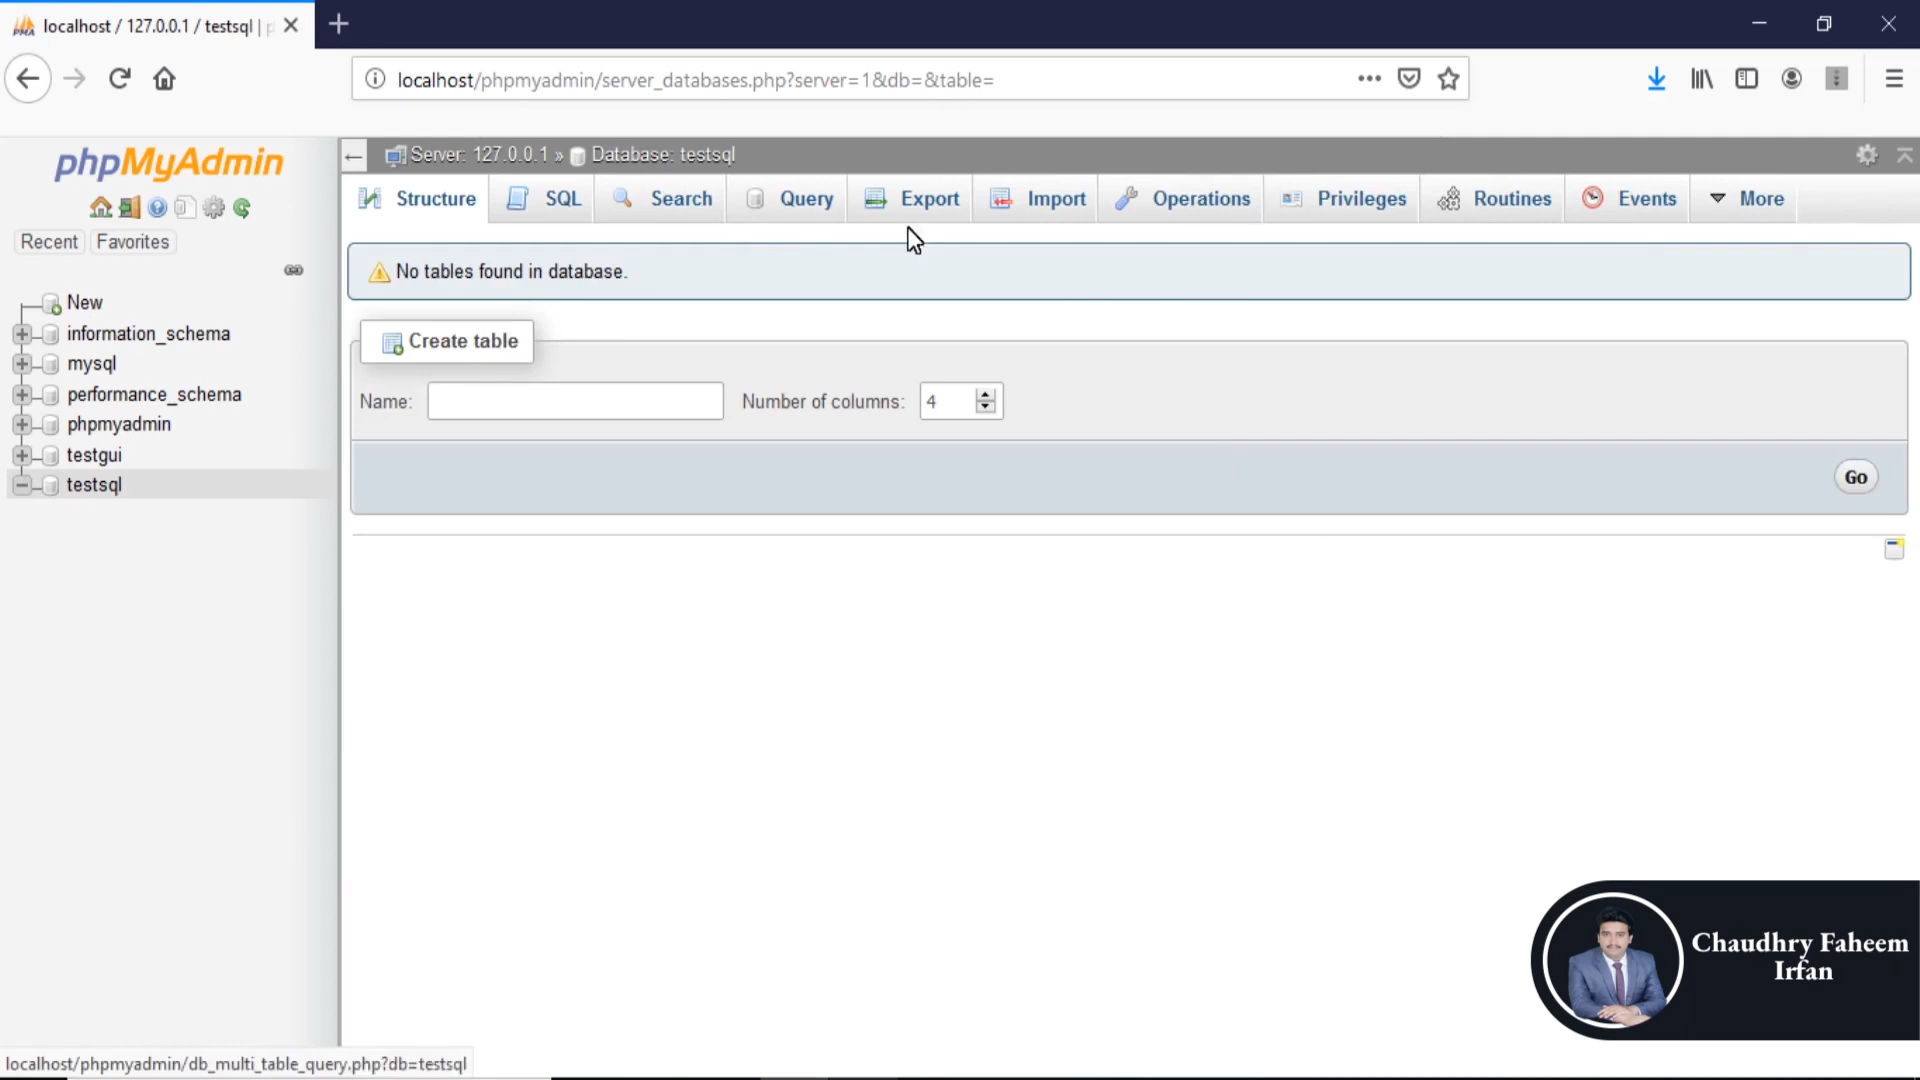 localhost / 127.0.0.1 / testsql |
localhost/phpmyadmin/server_databases.php?server=1&db=&table=
phpMyAdmin
Recent Favorites
New
information_schema
mysql
performance_schema
phpmyadmin
testgui
testsql
Server: 127.0.0.1 » Database: testsql
Structure SQL Search Query Export Import Operations Privileges Routines Events More
No tables found in database.
Create table
Name: Number of columns: 4
Go
Chaudhry Faheem
Irfan
localhost/phpmyadmin/db_multi_table_query.php?db=testsql